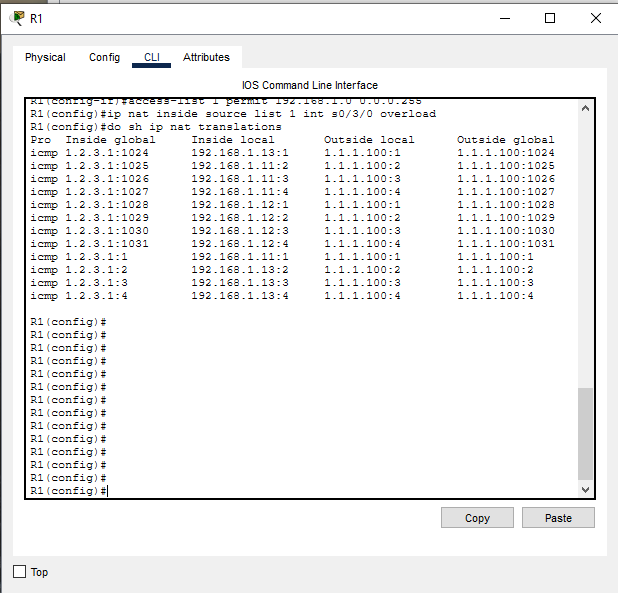 R1
Physical Config CLI Attributes
IOS Command Line Interface
R1(config-if)#access-list 1 permit 192.168.1.0 0.0.0.255
R1(config)#ip nat inside source list 1 int s0/3/0 overload
R1(config)#do sh ip nat translations
Pro Inside global Inside local Outside local Outside global
icmp 1.2.3.1:1024 192.168.1.13:1 1.1.1.100:1 1.1.1.100:1024
icmp 1.2.3.1:1025 192.168.1.11:2 1.1.1.100:2 1.1.1.100:1025
icmp 1.2.3.1:1026 192.168.1.11:3 1.1.1.100:3 1.1.1.100:1026
icmp 1.2.3.1:1027 192.168.1.11:4 1.1.1.100:4 1.1.1.100:1027
icmp 1.2.3.1:1028 192.168.1.12:1 1.1.1.100:1 1.1.1.100:1028
icmp 1.2.3.1:1029 192.168.1.12:2 1.1.1.100:2 1.1.1.100:1029
icmp 1.2.3.1:1030 192.168.1.12:3 1.1.1.100:3 1.1.1.100:1030
icmp 1.2.3.1:1031 192.168.1.12:4 1.1.1.100:4 1.1.1.100:1031
icmp 1.2.3.1:1 192.168.1.11:1 1.1.1.100:1 1.1.1.100:1
icmp 1.2.3.1:2 192.168.1.13:2 1.1.1.100:2 1.1.1.100:2
icmp 1.2.3.1:3 192.168.1.13:3 1.1.1.100:3 1.1.1.100:3
icmp 1.2.3.1:4 192.168.1.13:4 1.1.1.100:4 1.1.1.100:4
R1(config)#
R1(config)#
R1(config)#
R1(config)#
R1(config)#
R1(config)#
R1(config)#
R1(config)#
R1(config)#
R1(config)#
R1(config)#
R1(config)#
R1(config)#
R1(config)#
Copy Paste
Top